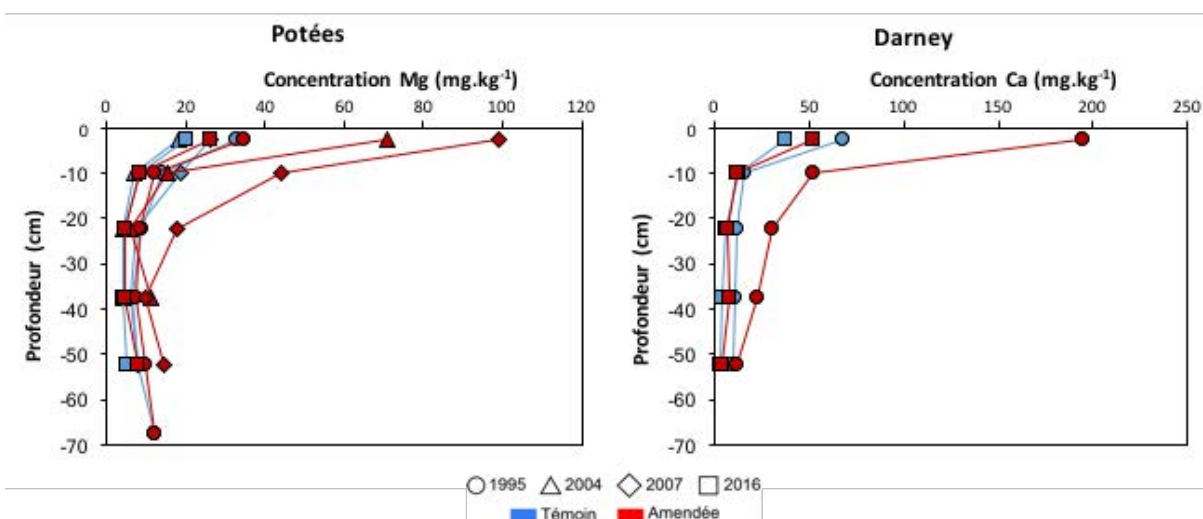 Potées
Concentration Mg (mg.kg-1)
0 20 40 60 80 100 120
0
-10
-20
-30
-40
-50
-60
-70
Profondeur (cm)
Darney
Concentration Ca (mg.kg-1)
0 50 100 150 200 250
0
-10
-20
-30
-40
-50
-60
-70
Profondeur (cm)
1995 2004 2007 2016
Témoin Amendée